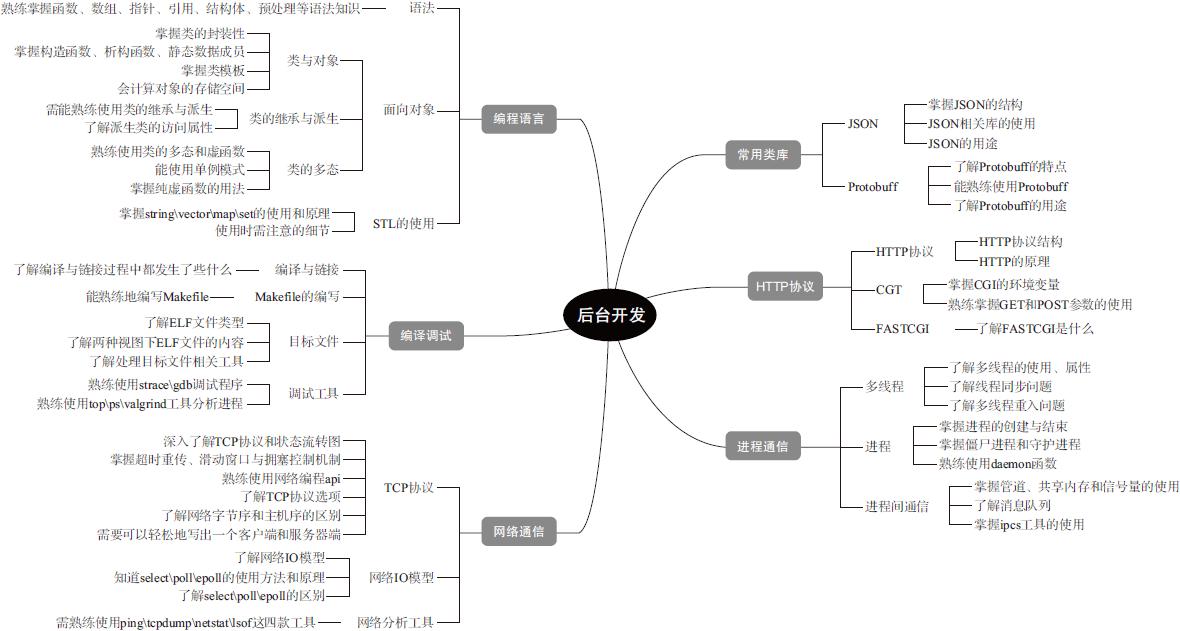 后台开发
编程语言
语法
熟练掌握函数、数组、指针、引用、结构体、预处理等语法知识
面向对象
类与对象
掌握类的封装性
掌握构造函数、析构函数、静态数据成员
掌握类模板
会计算对象的存储空间
类的继承与派生
需能熟练使用类的继承与派生
了解派生类的访问属性
类的多态
熟练使用类的多态和虚函数
能使用单例模式
掌握纯虚函数的用法
STL的使用
掌握string\vector\map\set的使用和原理
使用时需注意的细节
编译调试
编译与链接
了解编译与链接过程中都发生了些什么
Makefile的编写
能熟练地编写Makefile
目标文件
了解ELF文件类型
了解两种视图下ELF文件的内容
了解处理目标文件相关工具
调试工具
熟练使用strace\gdb调试程序
熟练使用top\ps\valgrind工具分析进程
网络通信
TCP协议
深入了解TCP协议和状态流转图
掌握超时重传、滑动窗口与拥塞控制机制
熟练使用网络编程api
了解TCP协议选项
了解网络字节序和主机序的区别
需要可以轻松地写出一个客户端和服务器端
网络IO模型
了解网络IO模型
知道select\poll\epoll的使用方法和原理
了解select\poll\epoll的区别
网络分析工具
需熟练使用ping\tcpdump\netstat\lsof这四款工具
常用类库
JSON
掌握JSON的结构
JSON相关库的使用
JSON的用途
Protobuff
了解Protobuff的特点
能熟练使用Protobuff
了解Protobuff的用途
HTTP协议
HTTP协议
HTTP协议结构
HTTP的原理
CGT
掌握CGI的环境变量
熟练掌握GET和POST参数的使用
FASTCGI
了解FASTCGI是什么
进程通信
多线程
了解多线程的使用、属性
了解线程同步问题
了解多线程重入问题
进程
掌握进程的创建与结束
掌握僵尸进程和守护进程
熟练使用daemon函数
进程间通信
掌握管道、共享内存和信号量的使用
了解消息队列
掌握ipcs工具的使用